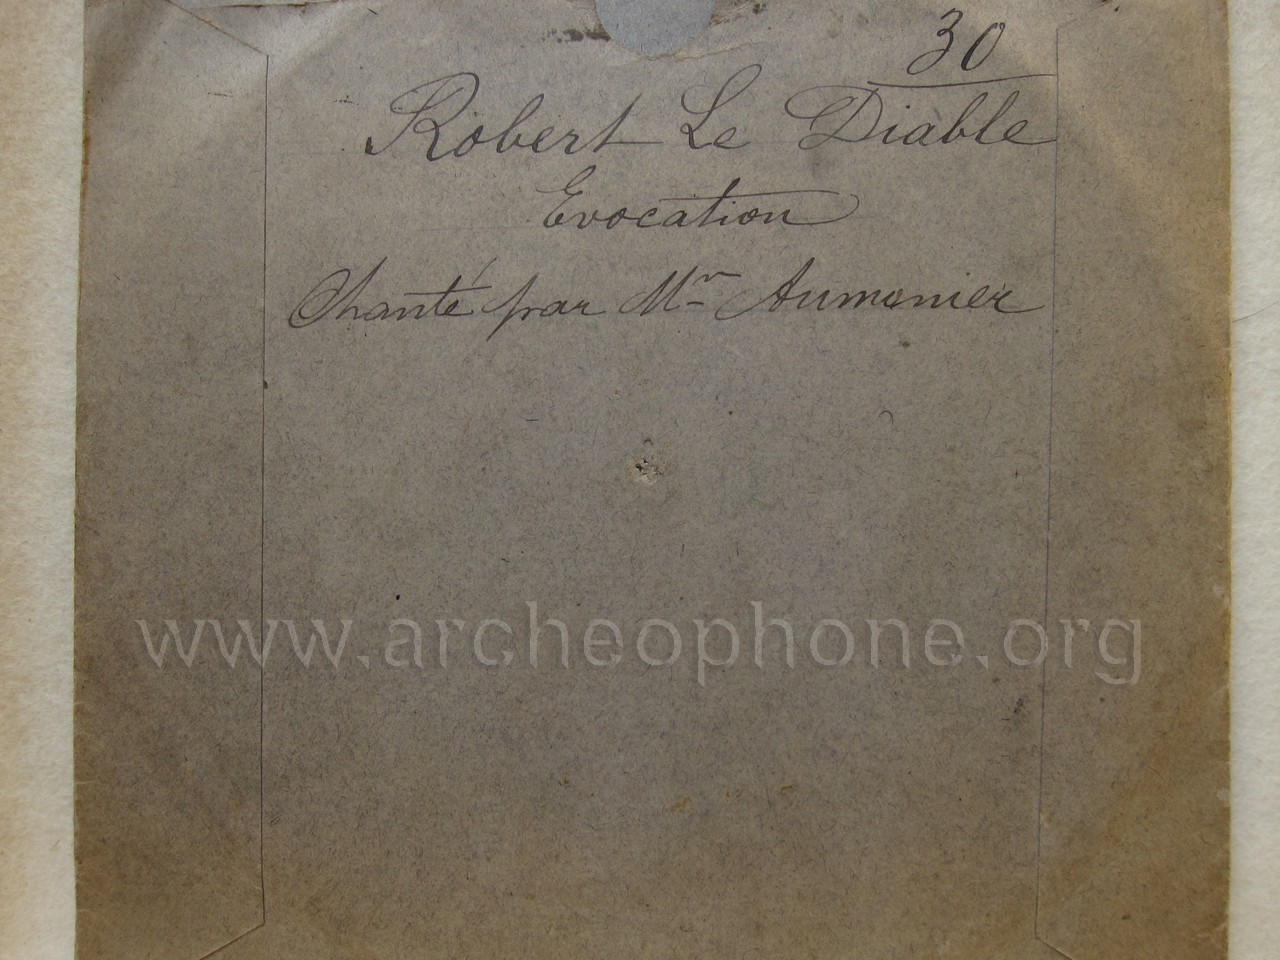 30
Robert Le Diable
Evocation
Chanté par Mr Aumonier
www.archeophone.org